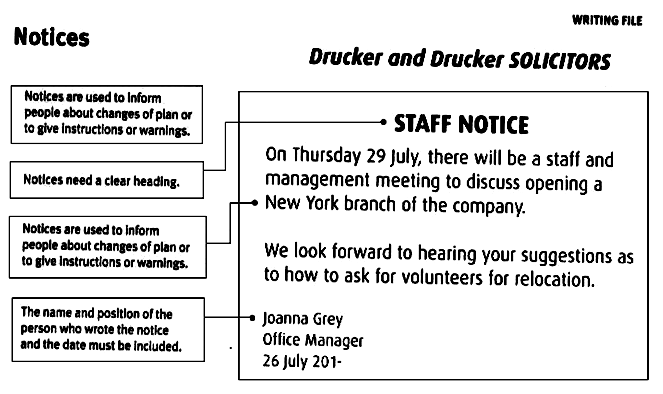 WRITING FILE
Notices
Drucker and Drucker SOLICITORS
Notices are used to inform
people about changes of plan or
to give instructions or warnings.
Notices need a clear heading.
Notices are used to inform
people about changes of plan or
to give instructions or warnings.
The name and position of the
person who wrote the notice
and the date must be included.
STAFF NOTICE
On Thursday 29 July, there will be a staff and
management meeting to discuss opening a
New York branch of the company.
We look forward to hearing your suggestions as
to how to ask for volunteers for relocation.
Joanna Grey
Office Manager
26 July 201-